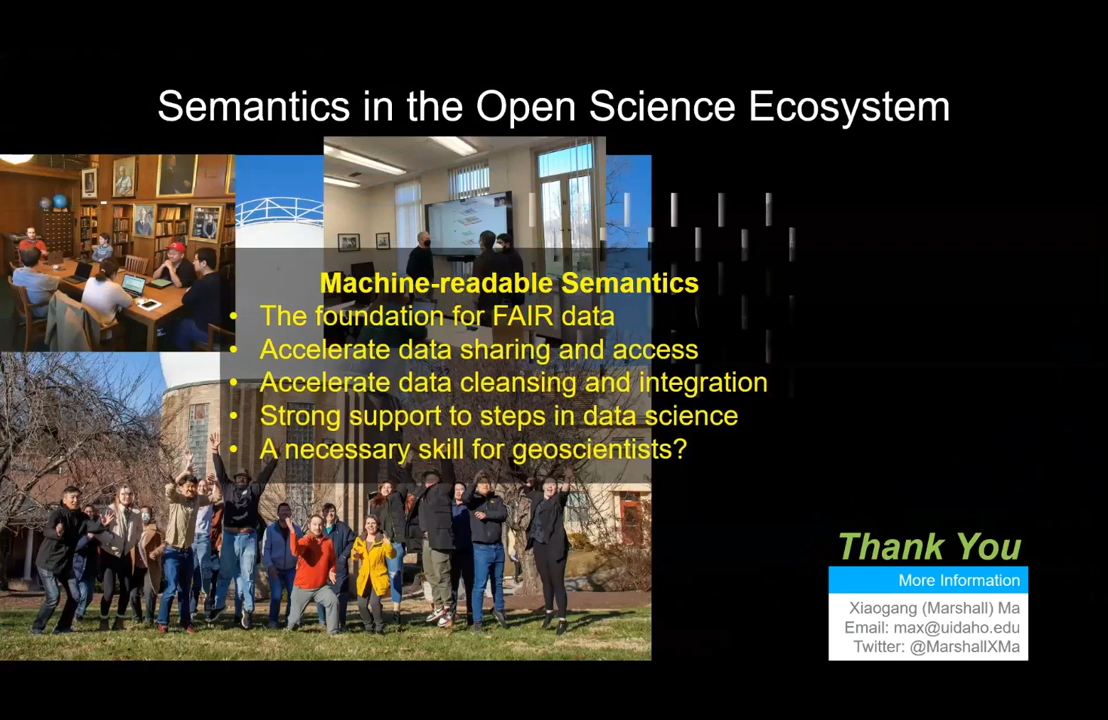 Semantics in the Open Science Ecosystem
Machine-readable Semantics
• The foundation for FAIR data
• Accelerate data sharing and access
• Accelerate data cleansing and integration
• Strong support to steps in data science
• A necessary skill for geoscientists?
Thank You
More Information
Xiaogang (Marshall) Ma
Email: max@uidaho.edu
Twitter: @MarshallXMa